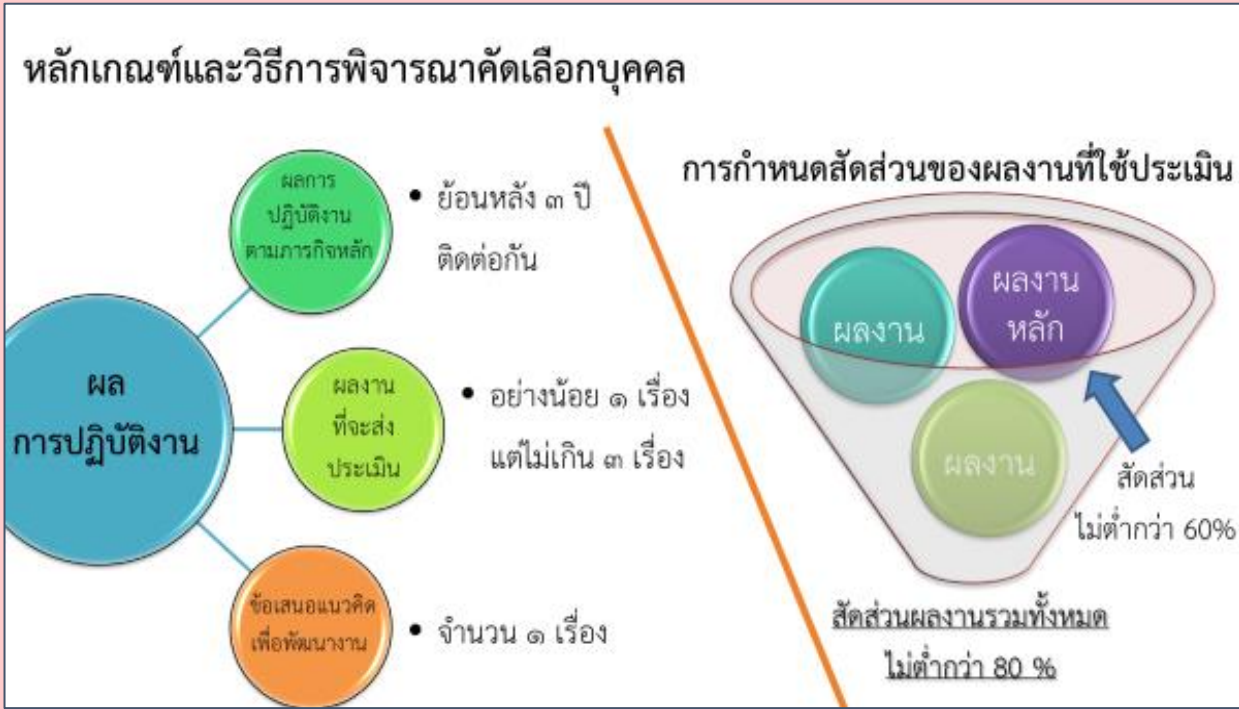 หลักเกณฑ์และวิธีการพิจารณาคัดเลือกบุคคล
ผล
การปฏิบัติงาน
ผลการ
ปฏิบัติงาน
ตามภารกิจหลัก
• ย้อนหลัง ๓ ปี
ติดต่อกัน
ผลงาน
ที่จะส่ง
ประเมิน
• อย่างน้อย ๑ เรื่อง
แต่ไม่เกิน ๓ เรื่อง
ข้อเสนอแนวคิด
เพื่อพัฒนางาน
• จำนวน ๑ เรื่อง
การกำหนดสัดส่วนของผลงานที่ใช้ประเมิน
ผลงาน
ผลงาน
หลัก
ผลงาน
สัดส่วน
ไม่ต่ำกว่า 60%
สัดส่วนผลงานรวมทั้งหมด
ไม่ต่ำกว่า 80 %